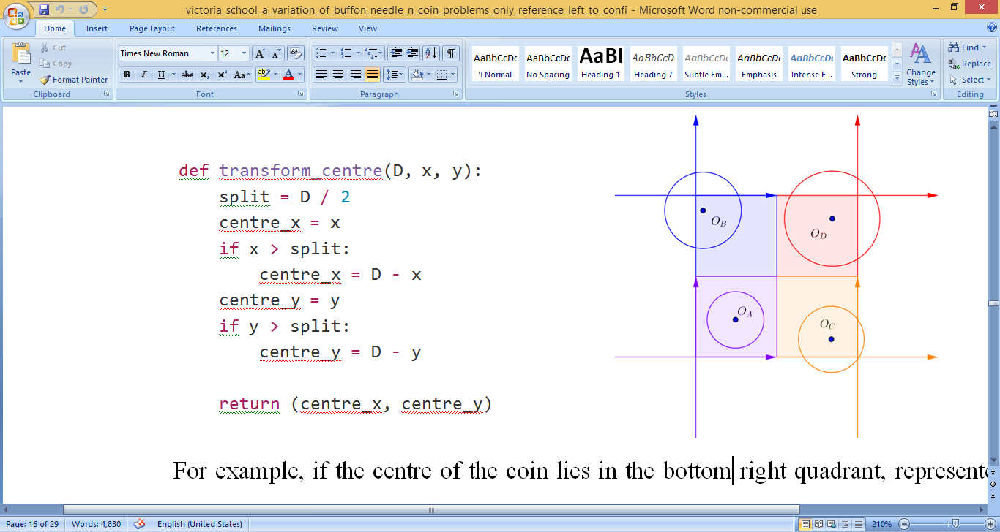 victoria_school_a_variation_of_buffon_needle_n_coin_problems_only_reference_left_to_confi - Microsoft Word non-commercial use
Home Insert Page Layout References Mailings Review View
Paste
Cut
Copy
Format Painter
Clipboard
Times New Roman 12
B I U abe X₂ X² Aa
Font
Paragraph
AaBbCcDc AaBbCcDc AaBl AaBbCcD AaBbCcDc AaBbCcDc AaBbCcDc AaBbCcDc
¶ Normal No Spacing Heading 1 Heading 7 Subtle Em... Emphasis Intense E... Strong
Change Styles
Styles
Find
Replace
Select
Editing
def transform_centre(D, x, y):
split = D / 2
centre_x = x
if x > split:
centre_x = D - x
centre_y = y
if y > split:
centre_y = D - y
return (centre_x, centre_y)
O_B
O_D
O_A
O_C
For example, if the centre of the coin lies in the bottom right quadrant, represente
Page: 16 of 29 Words: 4,830 English (United States) 210%